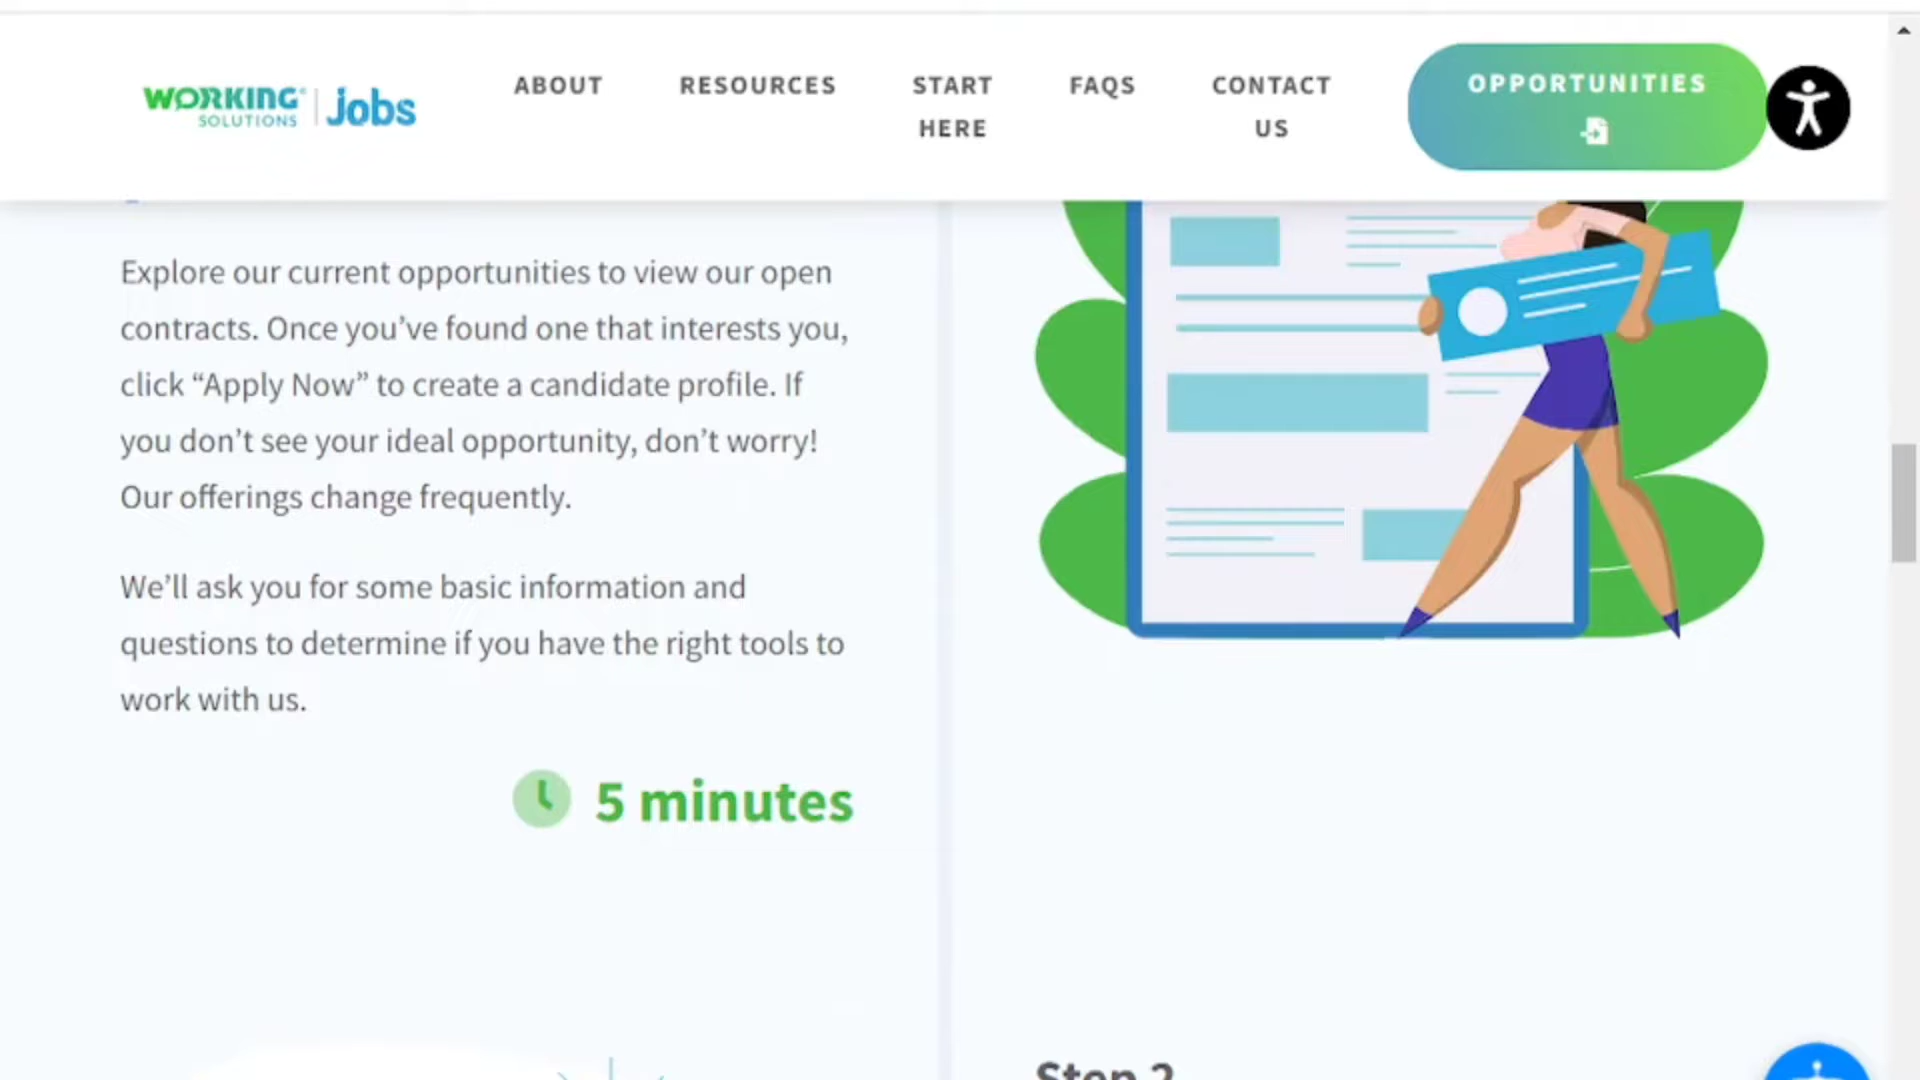 WORKING SOLUTIONS | jobs
ABOUT
RESOURCES
START
HERE
FAQS
CONTACT
US
OPPORTUNITIES
Explore our current opportunities to view our open
contracts. Once you’ve found one that interests you,
click “Apply Now” to create a candidate profile. If
you don’t see your ideal opportunity, don’t worry!
Our offerings change frequently.
We’ll ask you for some basic information and
questions to determine if you have the right tools to
work with us.
5 minutes
Step 2